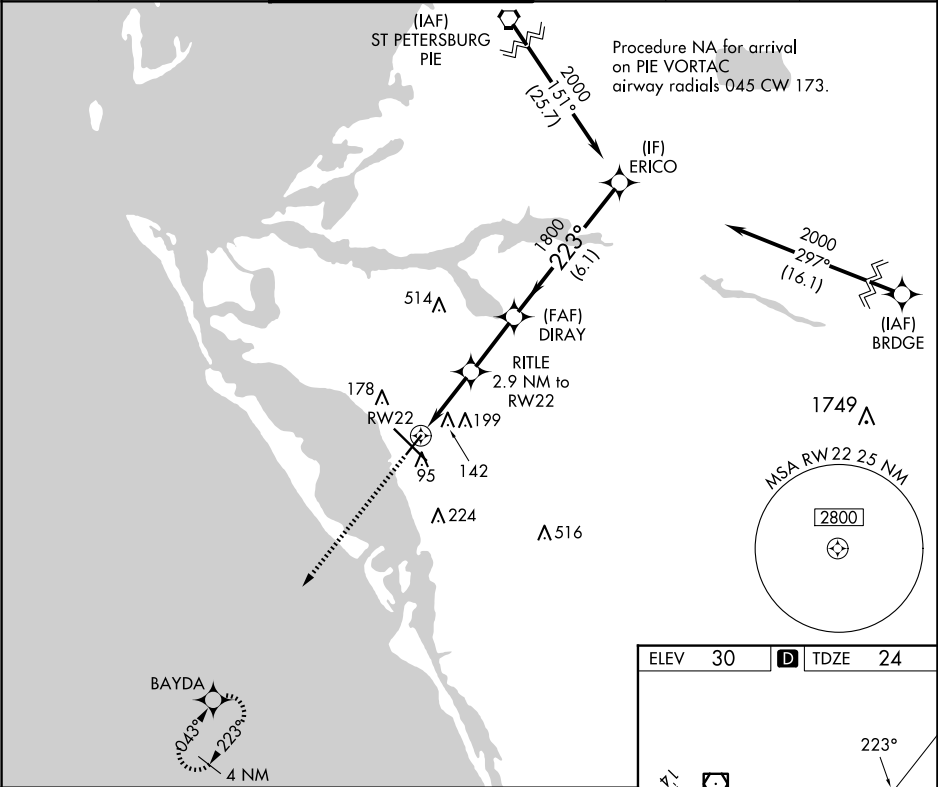 (IAF)
ST PETERSBURG
PIE
Procedure NA for arrival
on PIE VORTAC
airway radials 045 CW 173.
2000
151°
(25.7)
(IF)
ERICO
1800
223°
(6.1)
2000
297°
(16.1)
(IAF)
BRDGE
514
(FAF)
DIRAY
RITLE
2.9 NM to
RW22
178
RW22
199
142
95
1749
224
516
MSA RW 22 25 NM
2800
BAYDA
043°
223°
4 NM
ELEV 30 D TDZE 24
223°
14